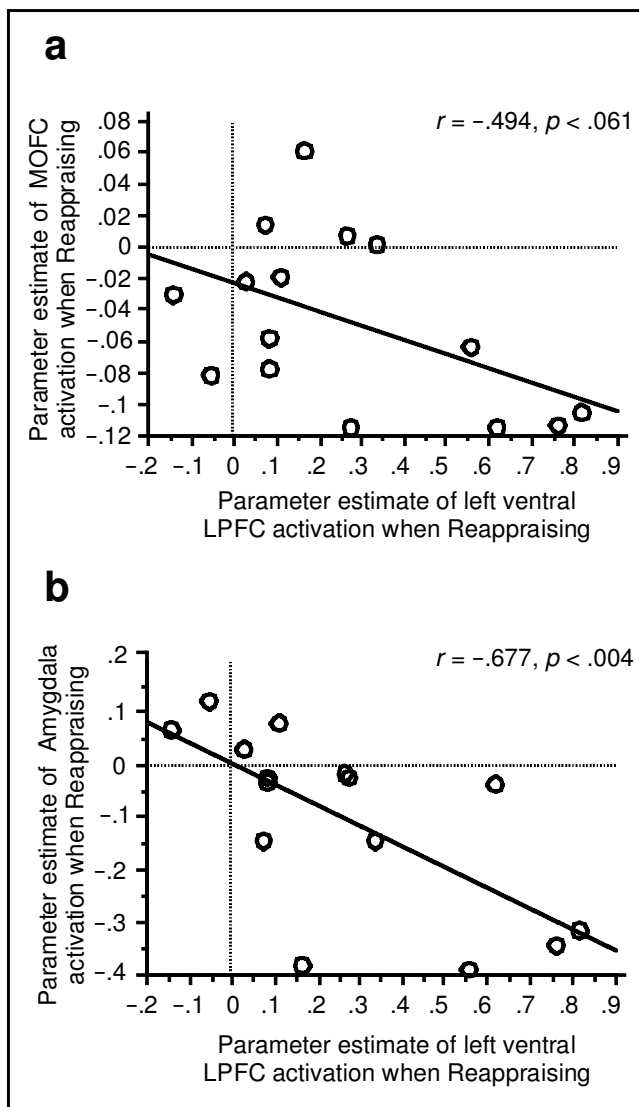 a
r = −.494, p < .061
Parameter estimate of MOFC
activation when Reappraising
.08
.06
.04
.02
0
−.02
−.04
−.06
−.08
−.1
−.12
−.2 −.1 0 .1 .2 .3 .4 .5 .6 .7 .8 .9
Parameter estimate of left ventral
LPFC activation when Reappraising
b
r = −.677, p < .004
Parameter estimate of Amygdala
activation when Reappraising
.2
.1
0
−.1
−.2
−.3
−.4
−.2 −.1 0 .1 .2 .3 .4 .5 .6 .7 .8 .9
Parameter estimate of left ventral
LPFC activation when Reappraising